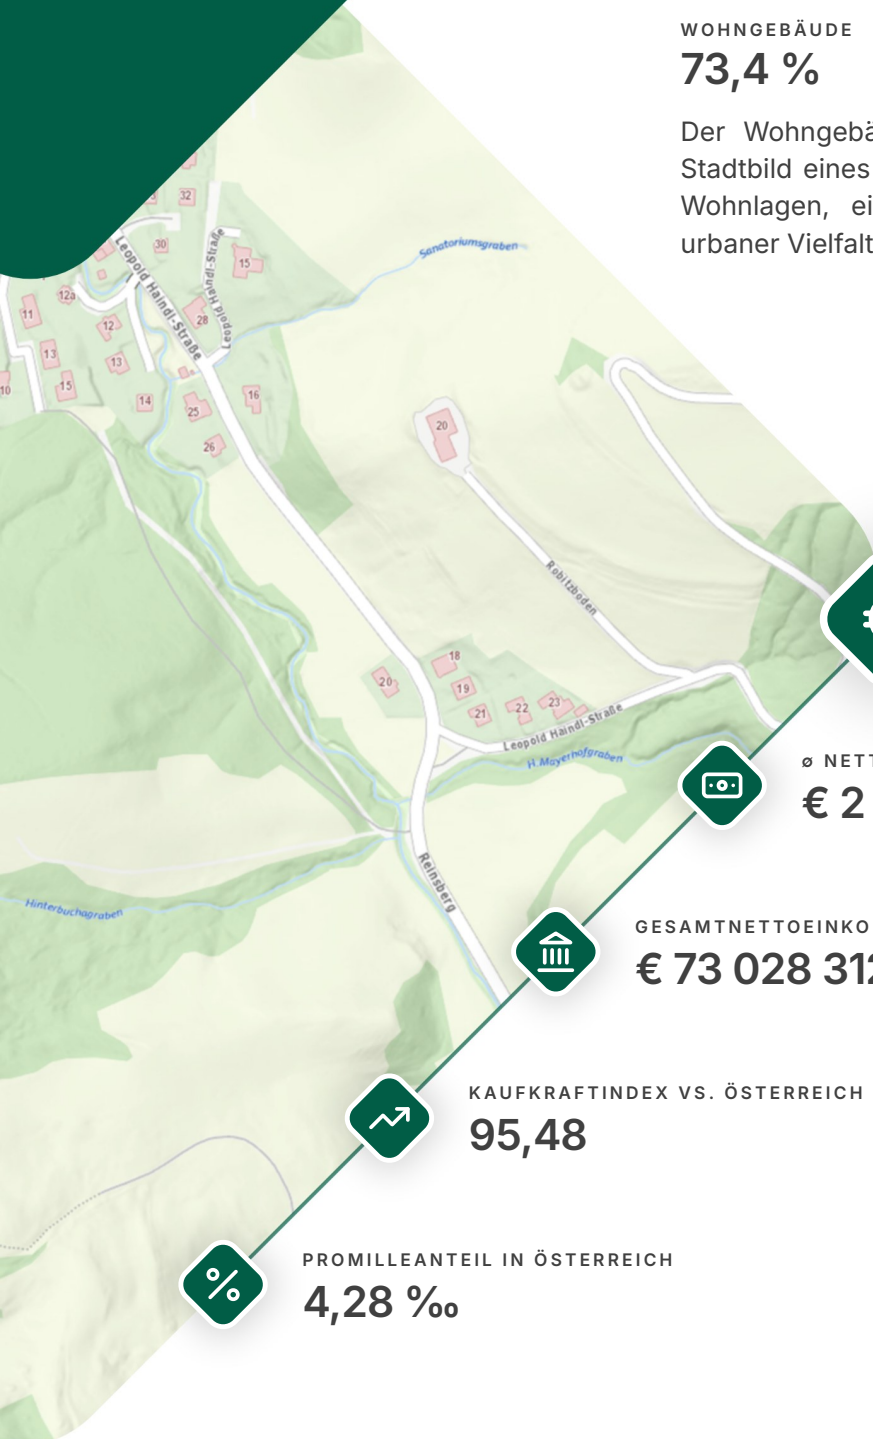 WOHNGEBÄUDE
73,4 %
Der Wohngebä
Stadtbild eines
Wohnlagen, ei
urbaner Vielfalt
32
30
Leopold Haindl-Straße
Leopold Haindl-Straße
15
Sanatoriumsgraben
12a
11
12
28
13
13
10
15
14
25
16
26
20
Robitzboden
18
20
19
21
22
23
Leopold Haindl-Straße
H.Mayerhofgraben
ø NETT
€ 2
Reinsberg
Hinterbuchagraben
GESAMTNETTOEINKO
€ 73 028 312
KAUFKRAFTINDEX VS. ÖSTERREICH
95,48
%
PROMILLEANTEIL IN ÖSTERREICH
4,28 ‰